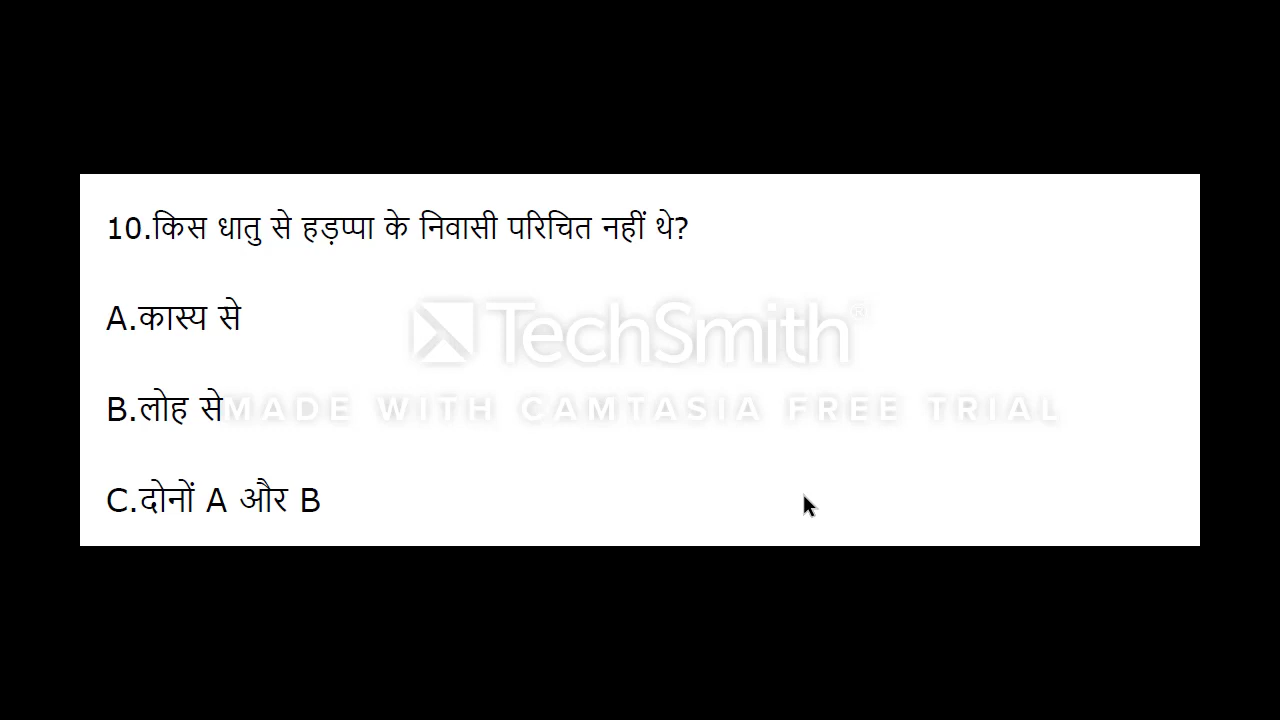 10.किस धातु से हड़प्पा के निवासी परिचित नहीं थे?
A.कास्य से
TechSmith®
B.लोह से
MADE WITH CAMTASIA FREE TRIAL
C.दोनों A और B